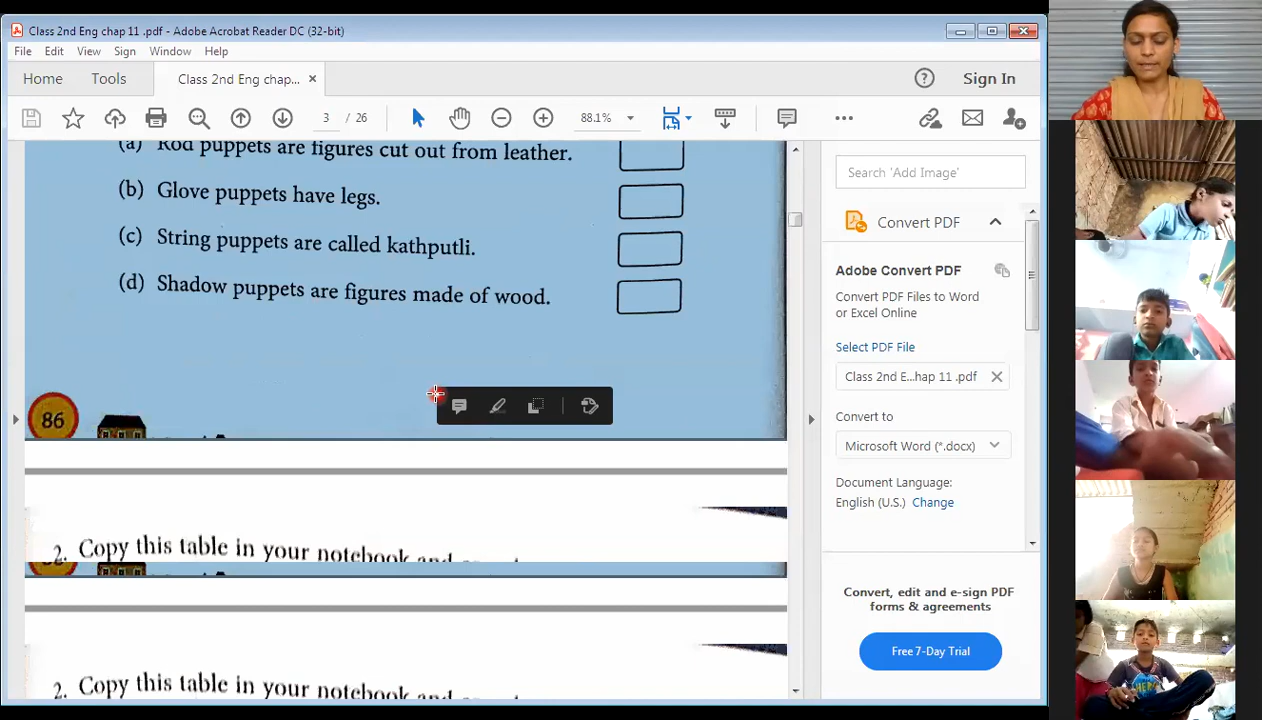 Class 2nd Eng chap 11 .pdf - Adobe Acrobat Reader DC (32-bit)
File Edit View Sign Window Help
Home Tools Class 2nd Eng chap... × Sign In
3 / 26 88.1%
(a) Rod puppets are figures cut out from leather.
(b) Glove puppets have legs.
(c) String puppets are called kathputli.
(d) Shadow puppets are figures made of wood.
86
2. Copy this table in your notebook and
2. Copy this table in your notebook and
Search 'Add Image'
Convert PDF
Adobe Convert PDF
Convert PDF Files to Word
or Excel Online
Select PDF File
Class 2nd E...hap 11 .pdf
Convert to
Microsoft Word (*.docx)
Document Language:
English (U.S.) Change
Convert, edit and e-sign PDF
forms & agreements
Free 7-Day Trial